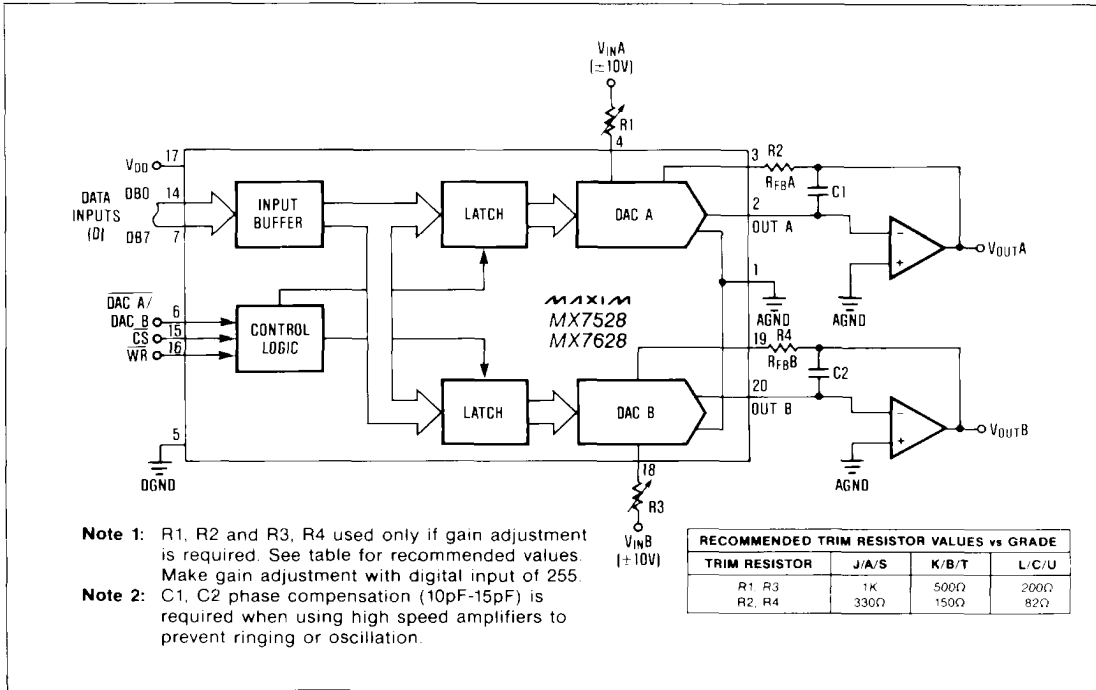 VINA
(±10V)
R1
4
VDD 17
DATA
INPUTS
(D)
DB0 14
DB7 7
INPUT
BUFFER
LATCH
DAC A
3 R2
RFBA
C1
2
OUT A
-
+
VOUTA
1
AGND
AGND
DAC A/
DAC B 6
CS 15
WR 16
CONTROL
LOGIC
MAXIM
MX7528
MX7628
19 R4
RFBB
C2
LATCH
DAC B
20
OUT B
-
+
VOUTB
AGND
5
DGND
18
R3
VINB
(±10V)
Note 1: R1, R2 and R3, R4 used only if gain adjustment
is required. See table for recommended values.
Make gain adjustment with digital input of 255.
Note 2: C1, C2 phase compensation (10pF-15pF) is
required when using high speed amplifiers to
prevent ringing or oscillation.
RECOMMENDED TRIM RESISTOR VALUES vs GRADE
TRIM RESISTOR J/A/S K/B/T L/C/U
R1, R3 1K 500Ω 200Ω
R2, R4 330Ω 150Ω 82Ω